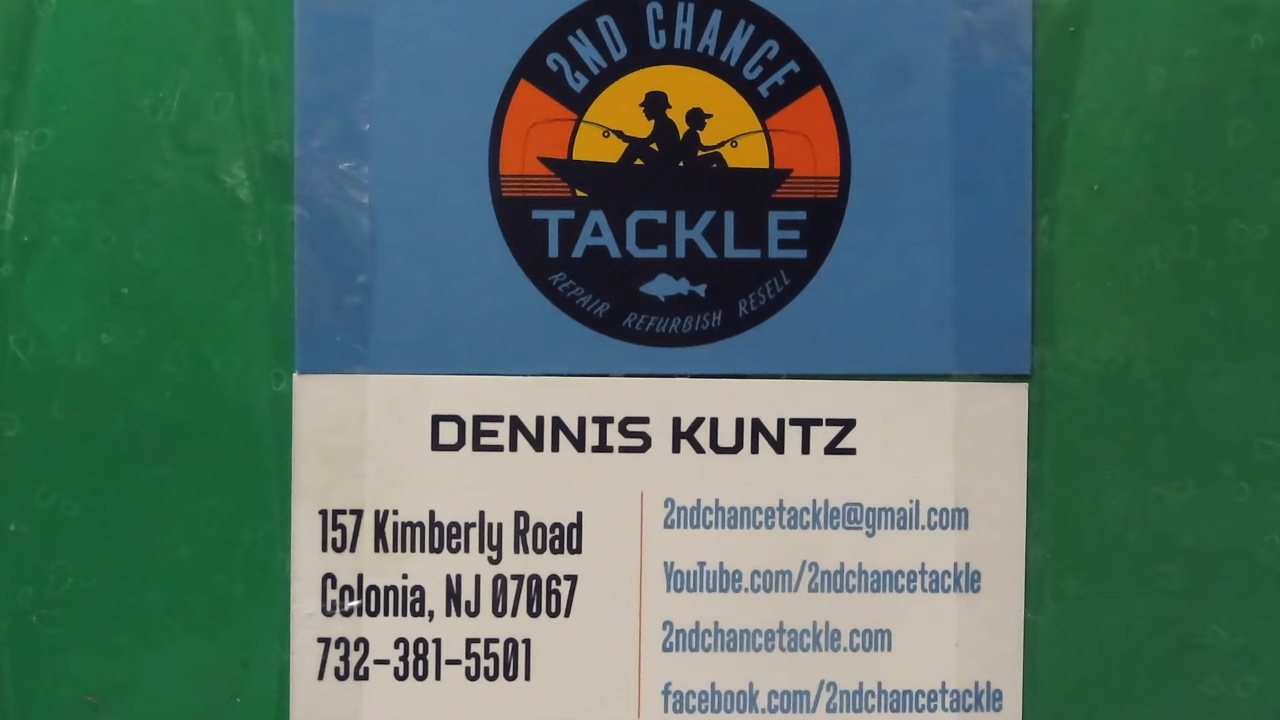 2ND CHANCE
TACKLE
REPAIR REFURBISH RESELL
DENNIS KUNTZ
157 Kimberly Road
Colonia, NJ 07067
732-381-5501
2ndchancetackle@gmail.com
YouTube.com/2ndchancetackle
2ndchancetackle.com
facebook.com/2ndchancetackle